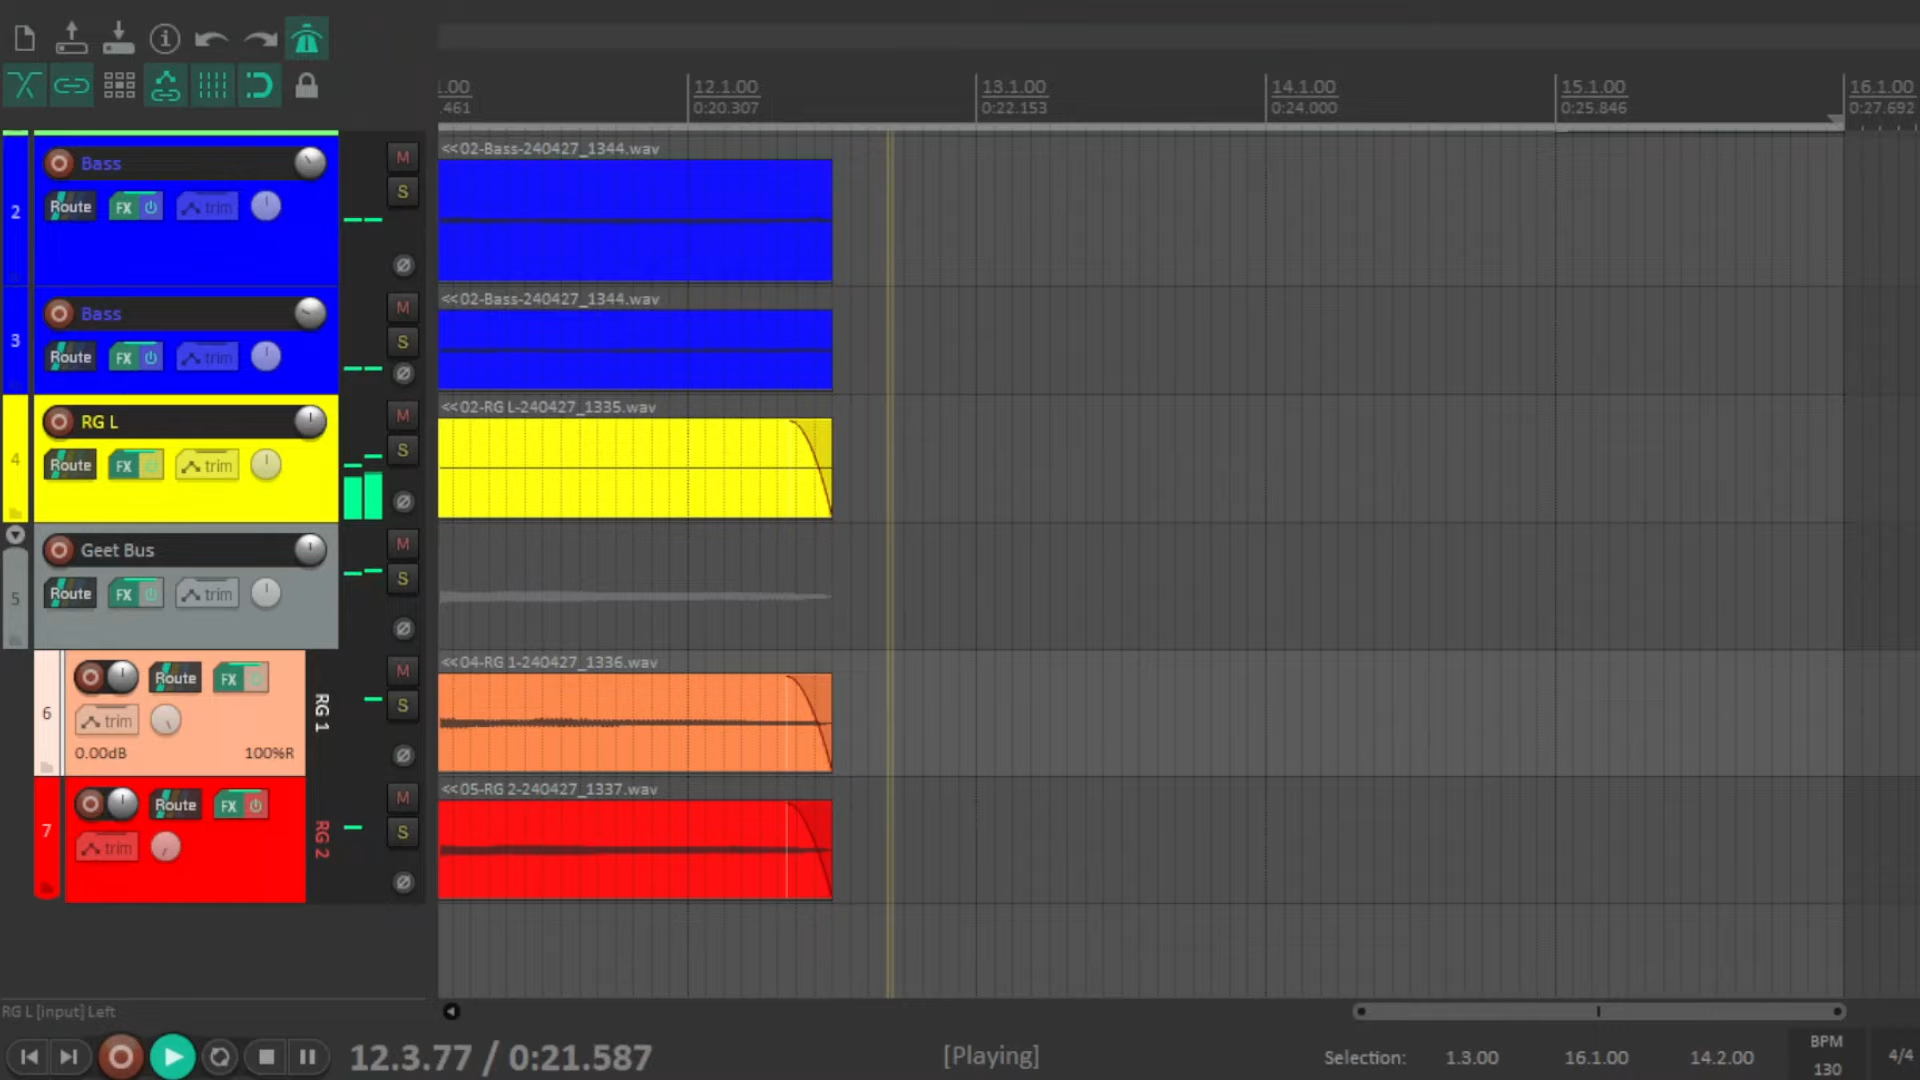 1.00 12.1.00 13.1.00 14.1.00 15.1.00 16.1.00
.461 0:20.307 0:22.153 0:24.000 0:25.846 0:27.692
<<02-Bass-240427_1344.wav
2 Bass M
S
Route FX trim
<<02-Bass-240427_1344.wav
3 Bass M
S
Route FX trim
<<02-RG L-240427_1335.wav
4 RG L M
S
Route FX trim
5 Geet Bus M
S
Route FX trim
<<04-RG 1-240427_1336.wav
6 Route FX RG 1 M
S
trim
0.00dB 100%R
<<05-RG 2-240427_1337.wav
7 Route FX RG 2 M
S
trim
RG L [input] Left
12.3.77 / 0:21.587 [Playing] Selection: 1.3.00 16.1.00 14.2.00 BPM 130 4/4